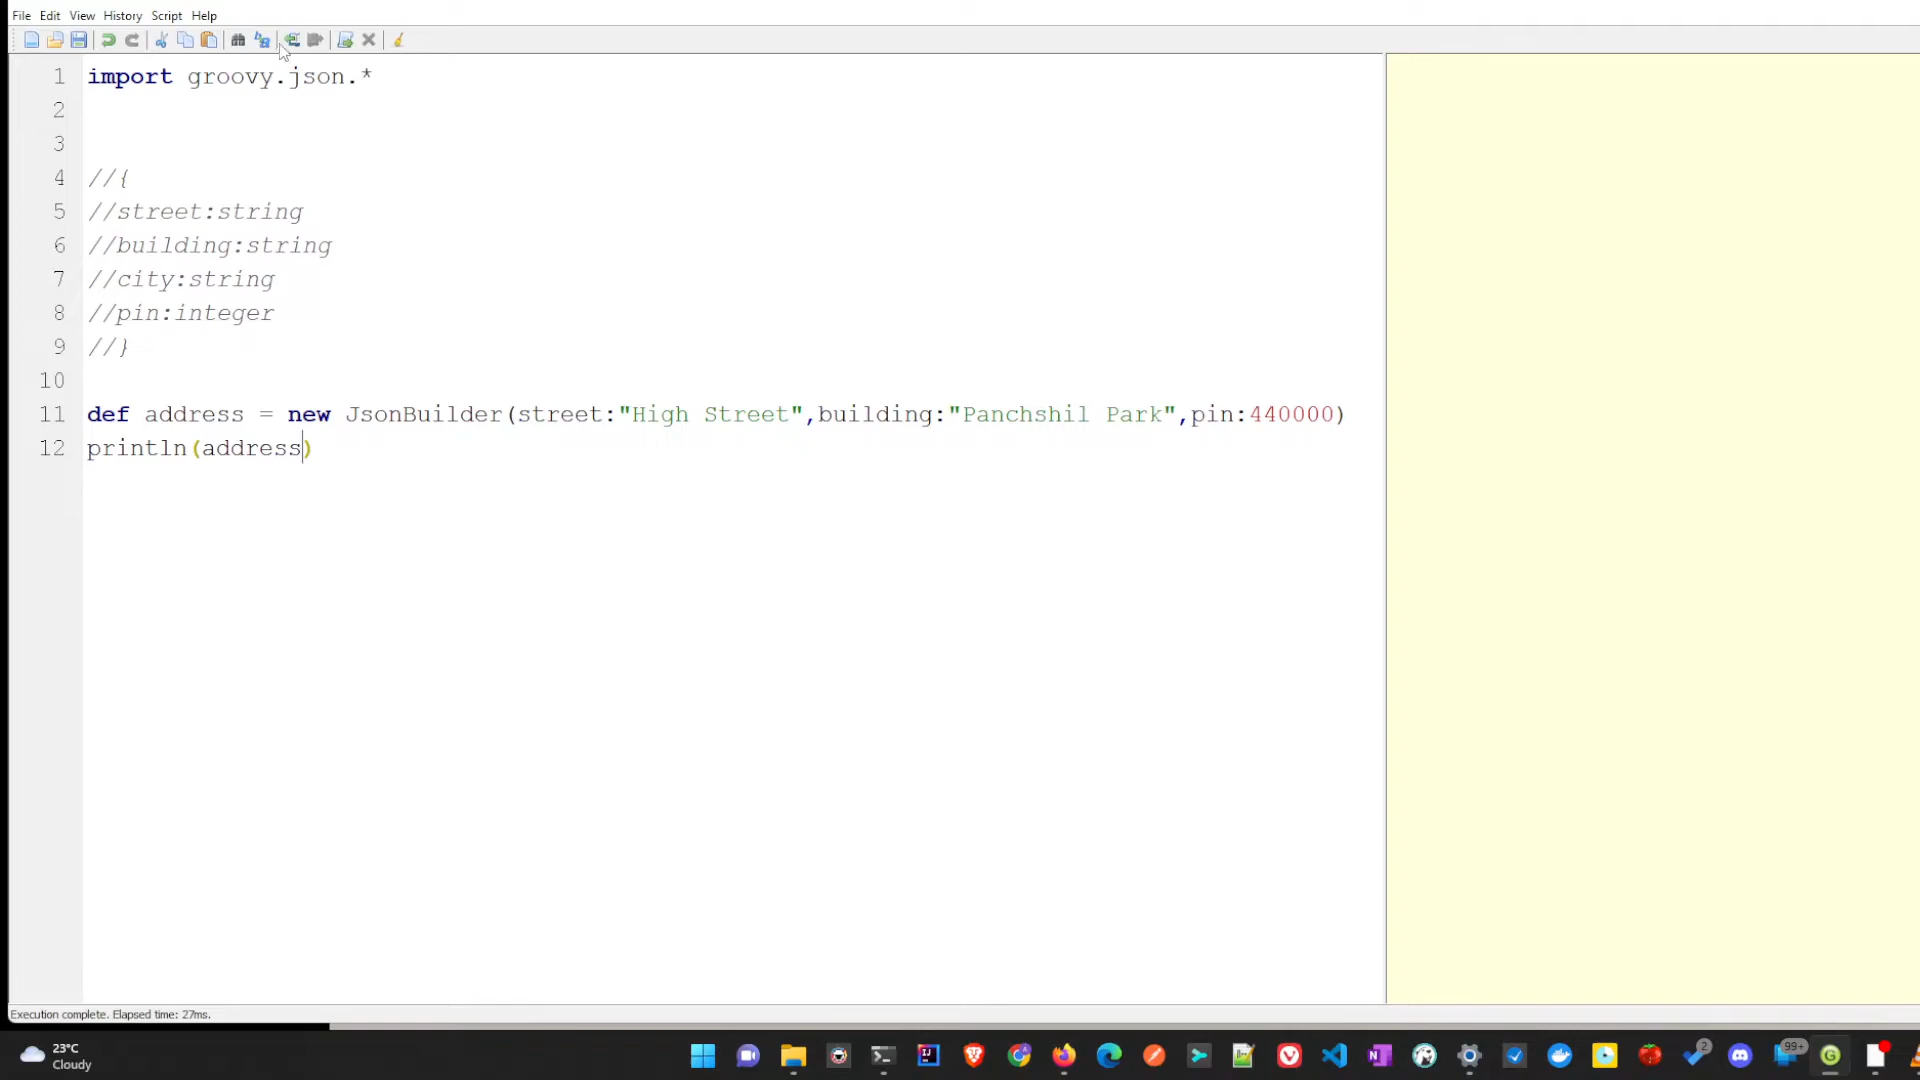 File Edit View History Script Help
1 import groovy.json.*
2
3
4 //{
5 //street:string
6 //building:string
7 //city:string
8 //pin:integer
9 //}
10
11 def address = new JsonBuilder(street:"High Street",building:"Panchshil Park",pin:440000)
12 println(address)
Execution complete. Elapsed time: 27ms.
23°C
Cloudy
2
99+